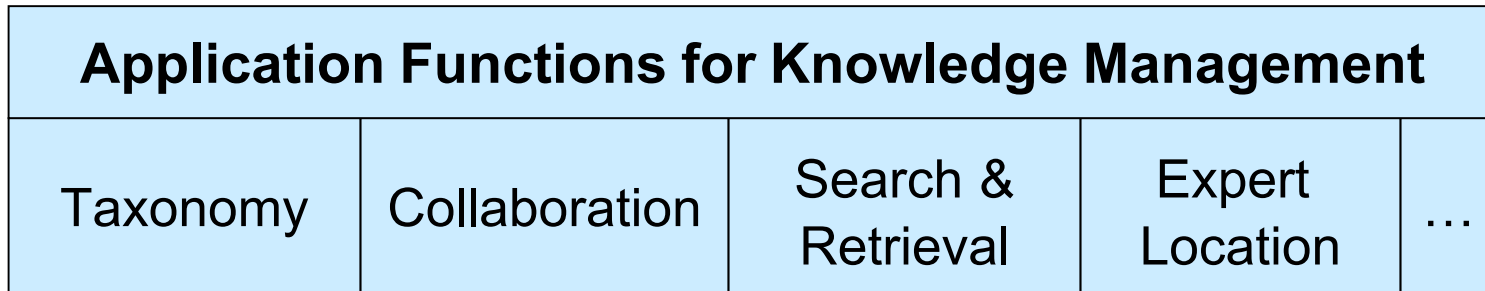 Application Functions for Knowledge Management
Taxonomy
Collaboration
Search &
Retrieval
Expert
Location
…